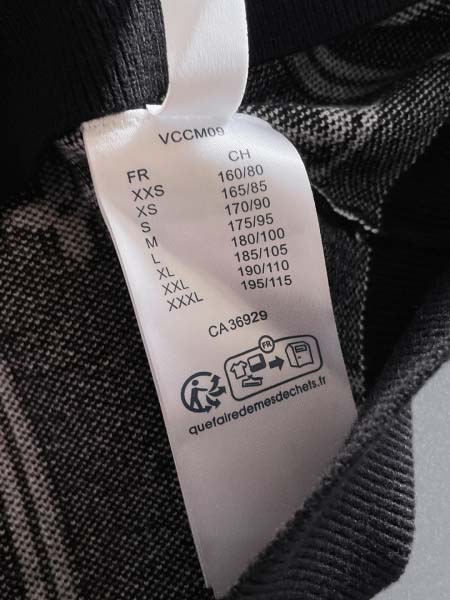 VCCM09
FR CH
XXS 160/80
XS 165/85
S 170/90
M 175/95
L 180/100
XL 185/105
XXL 190/110
XXXL 195/115
CA36929
FR
quefairedemesdechets.fr